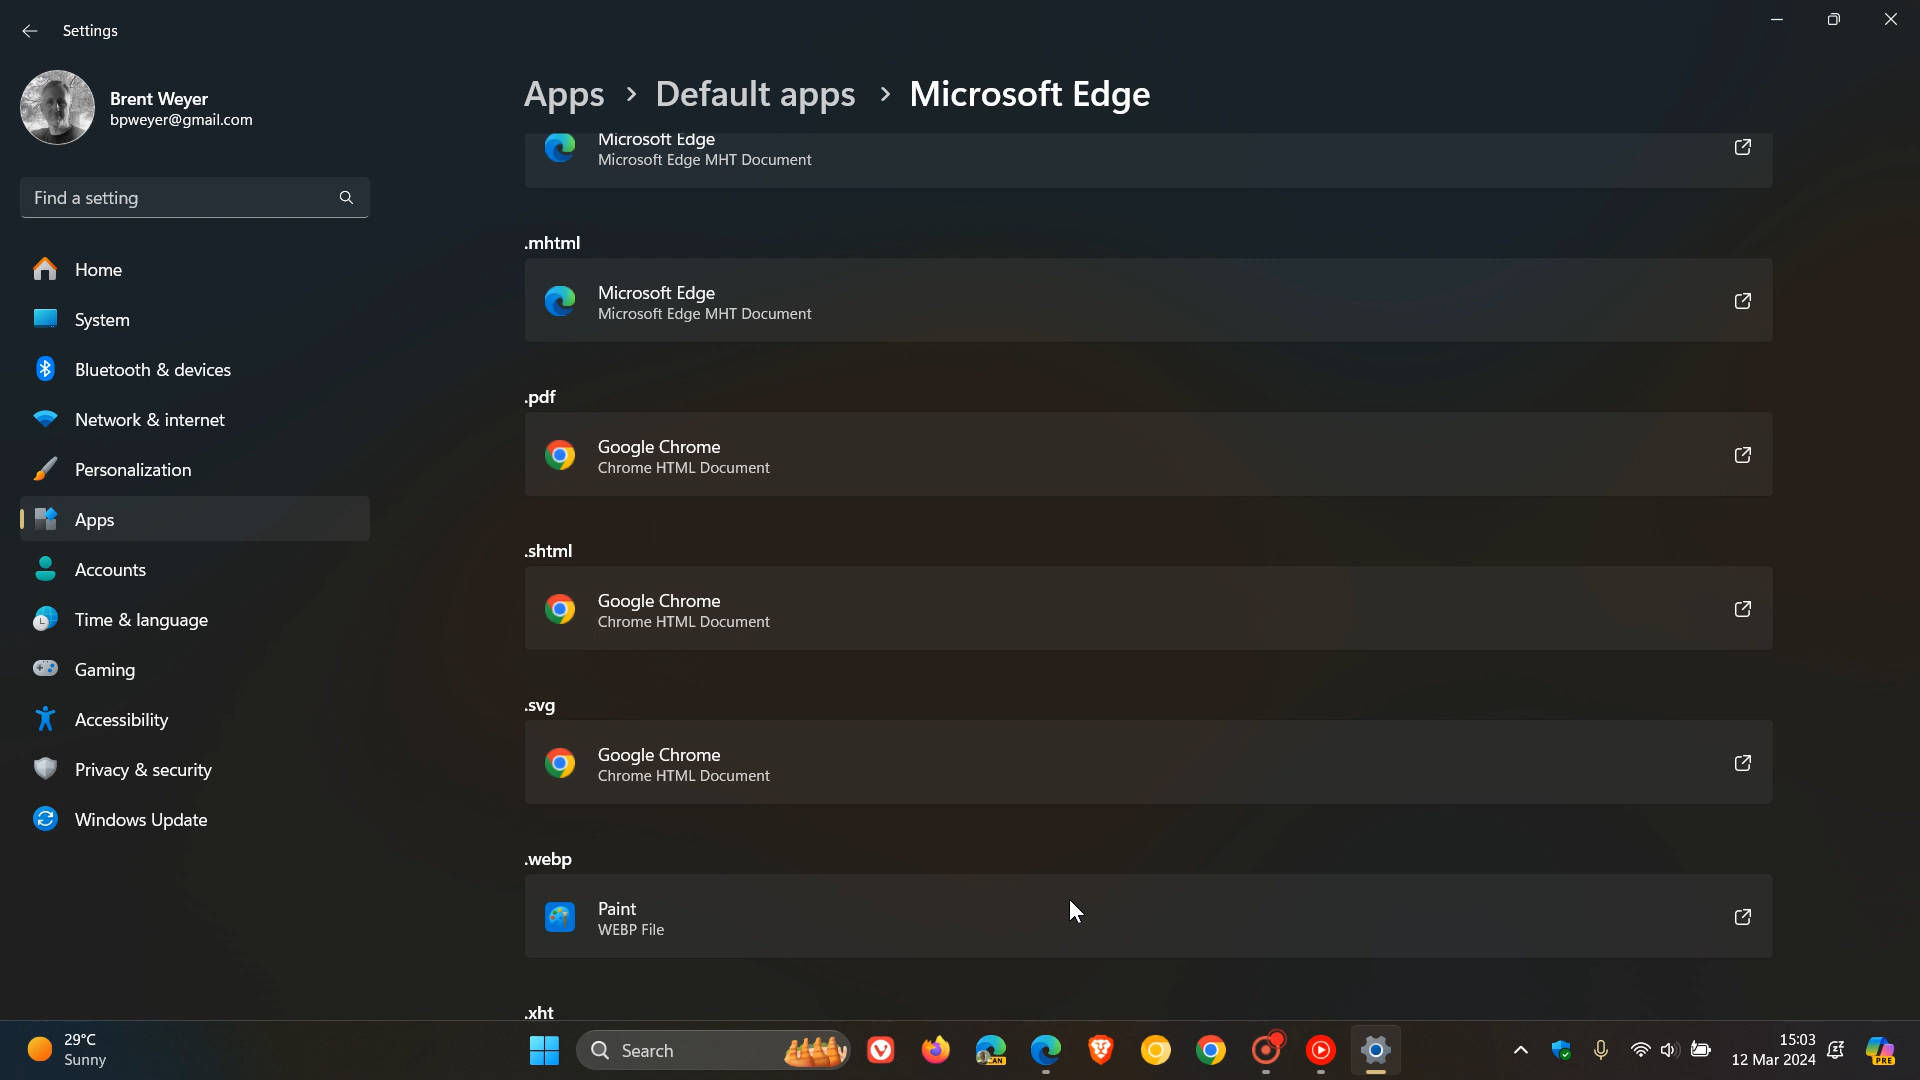 Settings
Brent Weyer
bpweyer@gmail.com
Find a setting
Home
System
Bluetooth & devices
Network & internet
Personalization
Apps
Accounts
Time & language
Gaming
Accessibility
Privacy & security
Windows Update
Apps > Default apps > Microsoft Edge
Microsoft Edge
Microsoft Edge MHT Document
.mhtml
Microsoft Edge
Microsoft Edge MHT Document
.pdf
Google Chrome
Chrome HTML Document
.shtml
Google Chrome
Chrome HTML Document
.svg
Google Chrome
Chrome HTML Document
.webp
Paint
WEBP File
.xht
29°C
Sunny
Search
CAN
15:03
12 Mar 2024
PRE